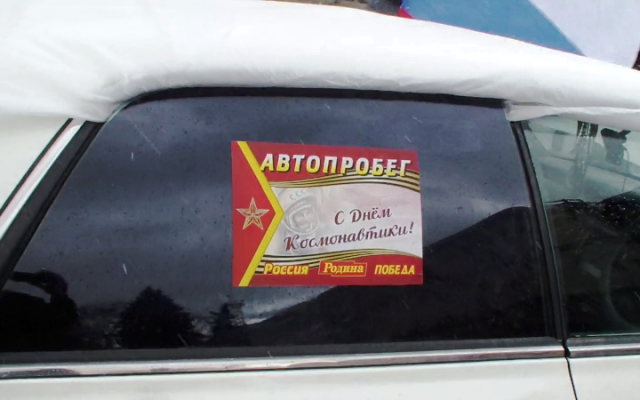 АВТОПРОБЕГ
С Днём
Космонавтики!
РОССИЯ Родина ПОБЕДА